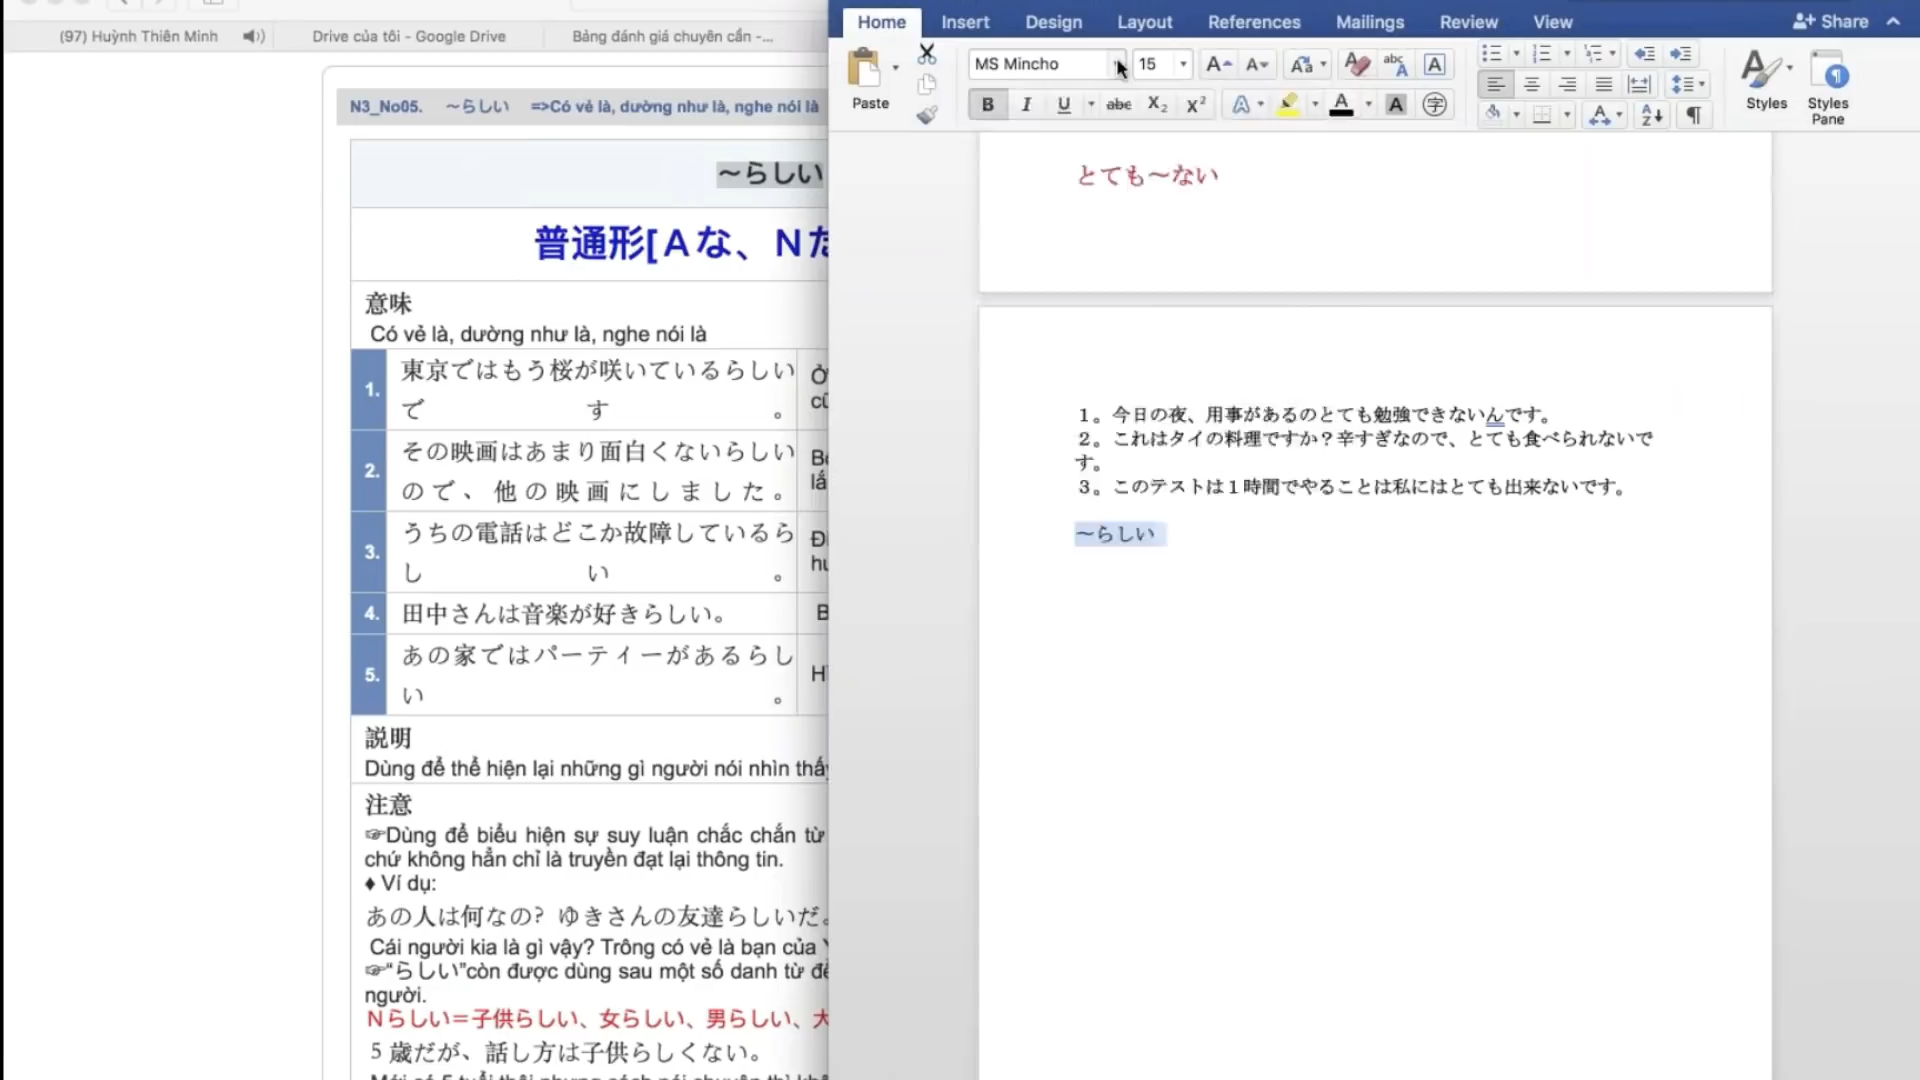 (97) Huỳnh Thiên Minh
Drive của tôi - Google Drive
Bảng đánh giá chuyên cần -...
N3_No05. ～らしい =>Có vẻ là, dường như là, nghe nói là
～らしい
普通形[Aな、N
意味
Có vẻ là, dường như là, nghe nói là
1.
東京ではもう桜が咲いているらしい
です。
2.
その映画はあまり面白くないらしい
ので、他の映画にしました。
3.
うちの電話はどこか故障しているら
しい。
4.
田中さんは音楽が好きらしい。
B
5.
あの家ではパーティーがあるらし
い。
説明
Dùng để thể hiện lại những gì người nói nhìn thấy
注意
☞Dùng để biểu hiện sự suy luận chắc chắn từ
chứ không hẳn chỉ là truyền đạt lại thông tin.
♦ Ví dụ:
あの人は何なの? ゆきさんの友達らしいだ。
Cái người kia là gì vậy? Trông có vẻ là bạn của
☞"らしい"còn được dùng sau một số danh từ để
người.
Nらしい＝子供らしい、女らしい、男らしい、大
5 歳だが、話し方は子供らしくない。
Home Insert Design Layout References Mailings Review View Share
Paste
MS Mincho
15
Styles
Styles Pane
とても～ない
１。今日の夜、用事があるのとても勉強できないんです。
２。これはタイの料理ですか？辛すぎなので、とても食べられないで
す。
３。このテストは１時間でやることは私にはとても出来ないです。
～らしい